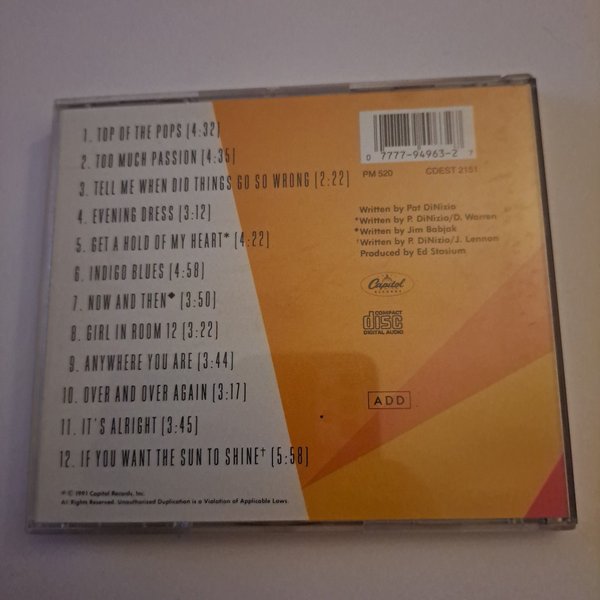 1. TOP OF THE POPS (4:32)
2. TOO MUCH PASSION (4:35)
3. TELL ME WHEN DID THINGS GO SO WRONG (2:22)
4. EVENING DRESS (3:12)
5. GET A HOLD OF MY HEART* (4:22)
6. INDIGO BLUES (4:58)
7. NOW AND THEN◆ (3:50)
8. GIRL IN ROOM 12 (3:22)
9. ANYWHERE YOU ARE (3:44)
10. OVER AND OVER AGAIN (3:17)
11. IT'S ALRIGHT (3:45)
12. IF YOU WANT THE SUN TO SHINE† (5:58)
℗ © 1991 Capitol Records, Inc.
All Rights Reserved. Unauthorised Duplication is a Violation of Applicable Laws.
0 7777-94963-2 7
PM 520 CDEST 2151
Written by Pat DiNizio
*Written by P. DiNizio/D. Warren
◆Written by Jim Babjak
†Written by P. DiNizio/J. Lennon
Produced by Ed Stasium
Capitol
RECORDS
COMPACT
disc
DIGITAL AUDIO
ADD